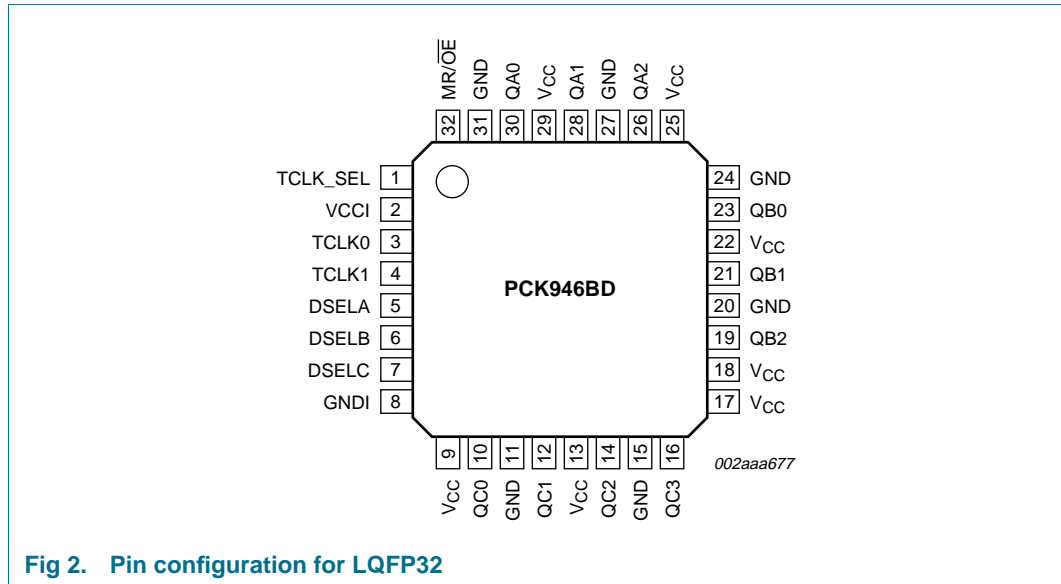 MR/OE
GND
QA0
VCC
QA1
GND
QA2
VCC
32
31
30
29
28
27
26
25
TCLK_SEL 1
VCCI 2
TCLK0 3
TCLK1 4
DSELA 5
DSELB 6
DSELC 7
GNDI 8
PCK946BD
24 GND
23 QB0
22 VCC
21 QB1
20 GND
19 QB2
18 VCC
17 VCC
9
10
11
12
13
14
15
16
VCC
QC0
GND
QC1
VCC
QC2
GND
QC3
002aaa677
Fig 2. Pin configuration for LQFP32